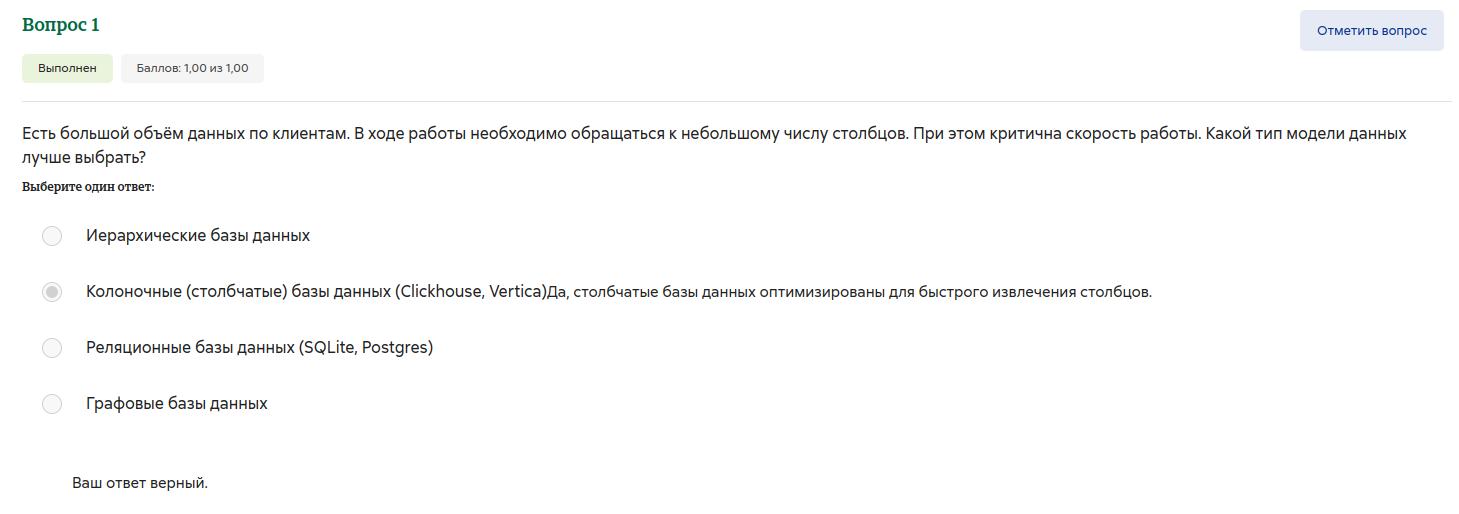 Вопрос 1
Отметить вопрос
Выполнен
Баллов: 1,00 из 1,00
Есть большой объём данных по клиентам. В ходе работы необходимо обращаться к небольшому числу столбцов. При этом критична скорость работы. Какой тип модели данных
лучше выбрать?
Выберите один ответ:
Иерархические базы данных
Колоночные (столбчатые) базы данных (Clickhouse, Vertica)Да, столбчатые базы данных оптимизированы для быстрого извлечения столбцов.
Реляционные базы данных (SQLite, Postgres)
Графовые базы данных
Ваш ответ верный.